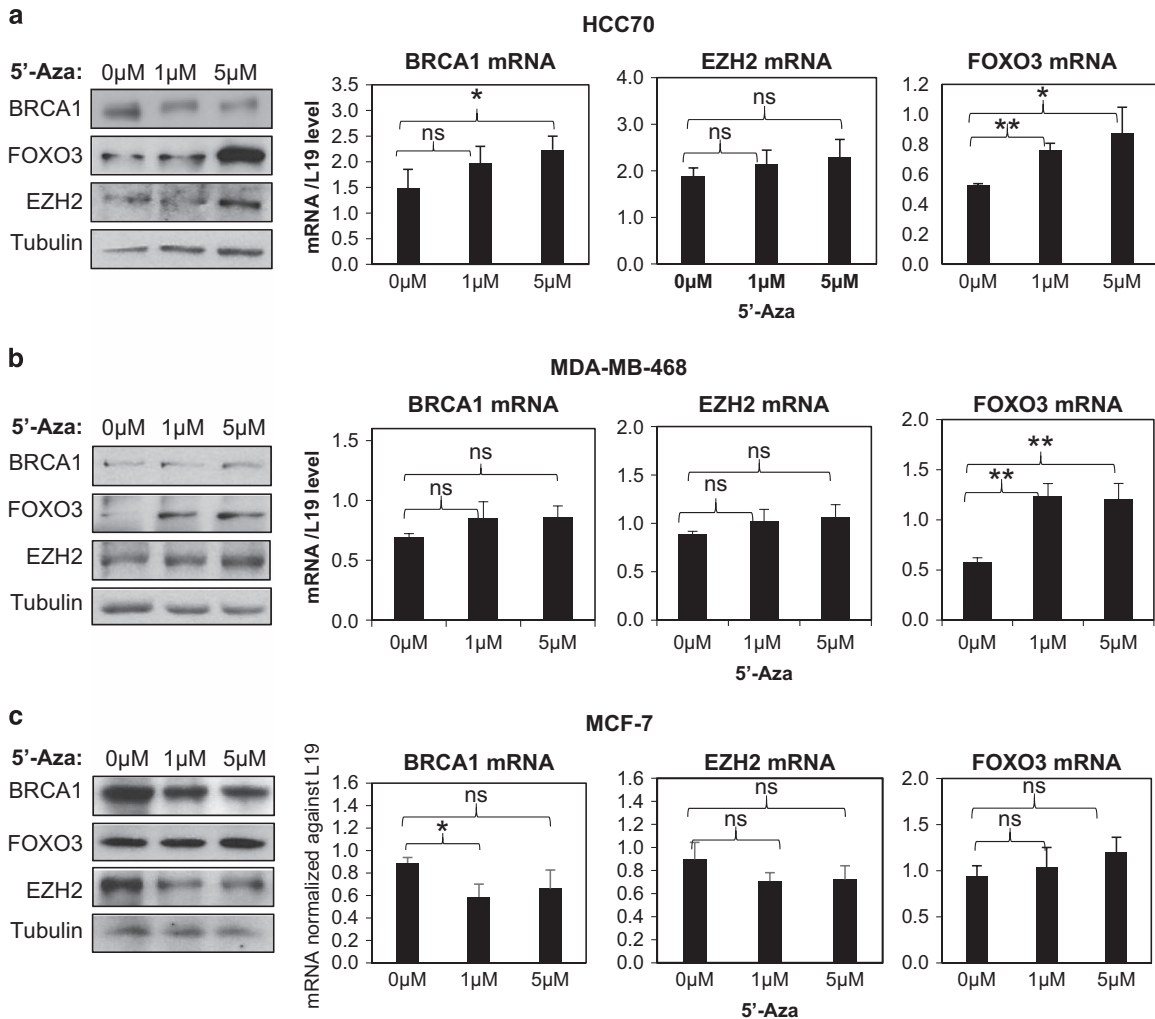 a
HCC70
5'-Aza: 0µM 1µM 5µM
BRCA1
FOXO3
EZH2
Tubulin
BRCA1 mRNA
mRNA /L19 level
3.5
3.0
2.5
2.0
1.5
1.0
0.5
0.0
ns
*
0µM 1µM 5µM
EZH2 mRNA
4.0
3.0
2.0
1.0
0.0
ns
ns
0µM 1µM 5µM
5'-Aza
FOXO3 mRNA
1.2
1.0
0.8
0.6
0.4
0.2
0.0
**
*
0µM 1µM 5µM
b
MDA-MB-468
5'-Aza: 0µM 1µM 5µM
BRCA1
FOXO3
EZH2
Tubulin
BRCA1 mRNA
mRNA /L19 level
1.5
1.0
0.5
0.0
ns
ns
0µM 1µM 5µM
EZH2 mRNA
2.0
1.5
1.0
0.5
0.0
ns
ns
0µM 1µM 5µM
5'-Aza
FOXO3 mRNA
2.0
1.5
1.0
0.5
0.0
**
**
0µM 1µM 5µM
c
MCF-7
5'-Aza: 0µM 1µM 5µM
BRCA1
FOXO3
EZH2
Tubulin
BRCA1 mRNA
mRNA normalized against L19
1.6
1.4
1.2
1.0
0.8
0.6
0.4
0.2
0.0
ns
*
0µM 1µM 5µM
EZH2 mRNA
1.6
1.4
1.2
1.0
0.8
0.6
0.4
0.2
0.0
ns
ns
0µM 1µM 5µM
5'-Aza
FOXO3 mRNA
2.0
1.5
1.0
0.5
0.0
ns
ns
0µM 1µM 5µM